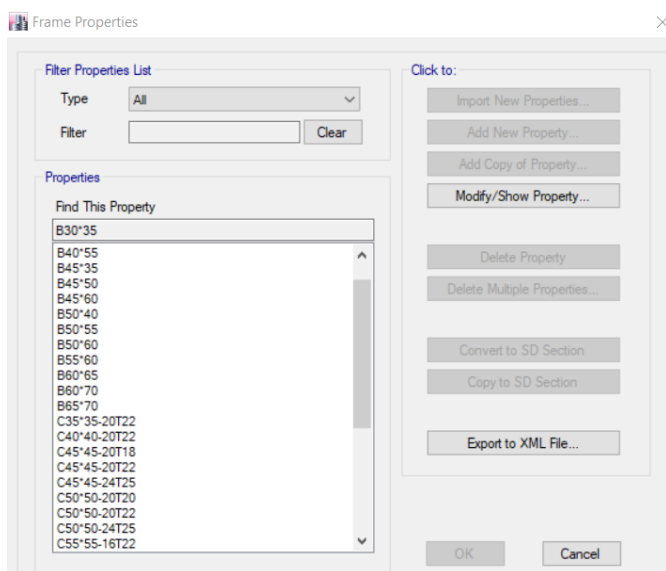 Frame Properties
Filter Properties List
Type
All
Filter
Clear
Properties
Find This Property
B30*35
B40*55
B45*35
B45*50
B45*60
B50*40
B50*55
B50*60
B55*60
B60*65
B60*70
B65*70
C35*35-20T22
C40*40-20T22
C45*45-20T18
C45*45-20T22
C45*45-24T25
C50*50-20T20
C50*50-20T22
C50*50-24T25
C55*55-16T22
Click to:
Import New Properties...
Add New Property...
Add Copy of Property...
Modify/Show Property...
Delete Property
Delete Multiple Properties...
Convert to SD Section
Copy to SD Section
Export to XML File...
OK
Cancel